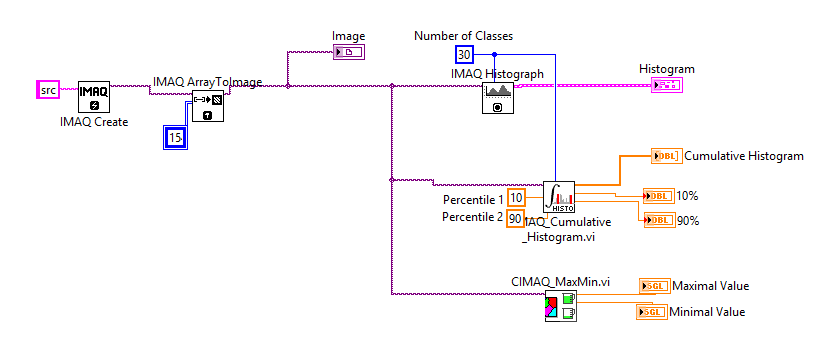 Image
Number of Classes
30
IMAQ Histograph
Histogram
src
IMAQ
IMAQ Create
IMAQ ArrayToImage
15
DBL
Cumulative Histogram
Percentile 1
10
DBL
10%
Percentile 2
90
HISTO
DBL
90%
IMAQ_Cumulative
_Histogram.vi
CIMAQ_MaxMin.vi
SGL
Maximal Value
SGL
Minimal Value